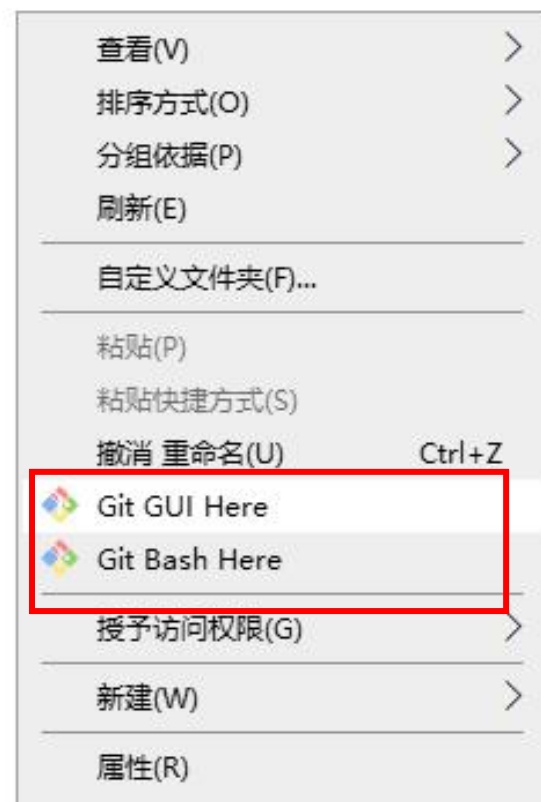 查看(V)
排序方式(O)
分组依据(P)
刷新(E)
自定义文件夹(F)...
粘贴(P)
粘贴快捷方式(S)
撤消 重命名(U) Ctrl+Z
Git GUI Here
Git Bash Here
授予访问权限(G)
新建(W)
属性(R)